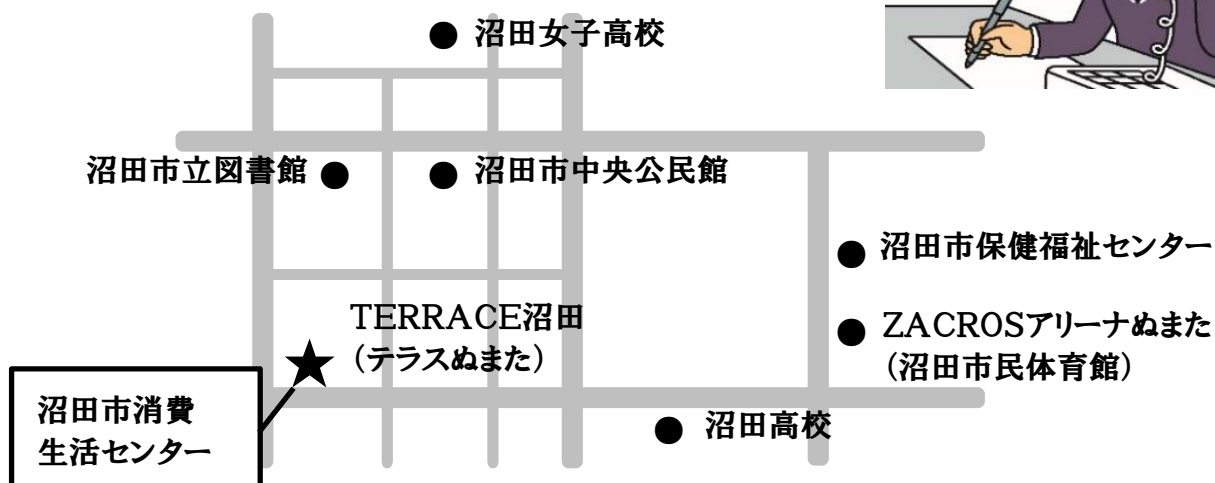 沼田女子高校
沼田市立図書館
沼田市中央公民館
沼田市保健福祉センター
TERRACE沼田
(テラスぬまた)
ZACROSアリーナぬまた
(沼田市民体育館)
沼田市消費
生活センター
沼田高校